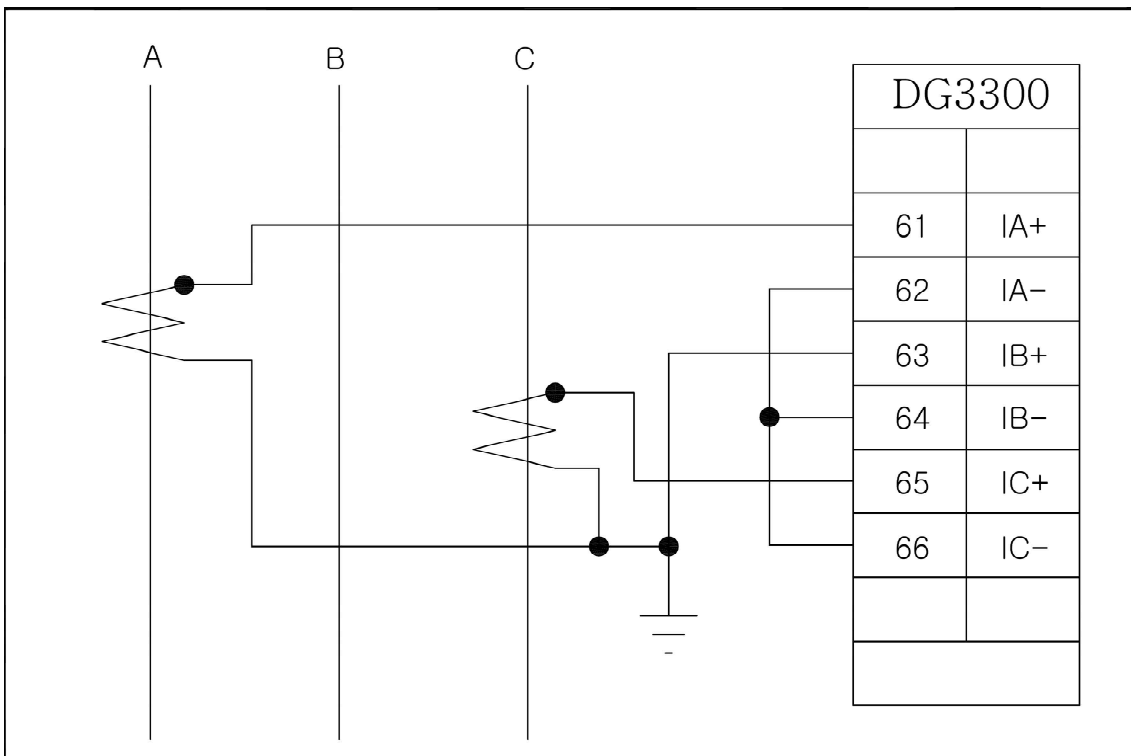 A B C
DG3300
61 IA+
62 IA-
63 IB+
64 IB-
65 IC+
66 IC-